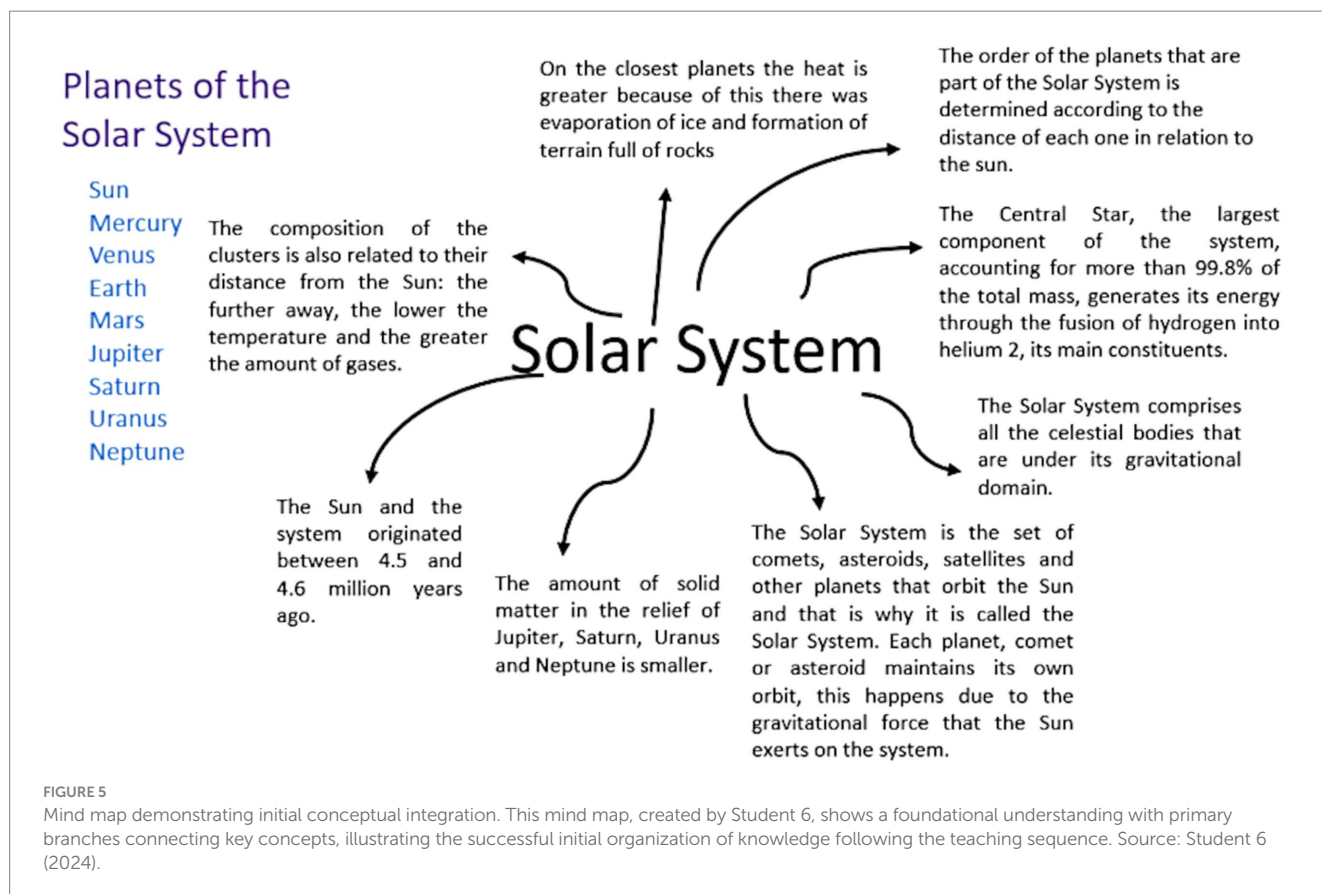 Planets of the
Solar System
Sun
Mercury
Venus
Earth
Mars
Jupiter
Saturn
Uranus
Neptune
The composition of the
clusters is also related to their
distance from the Sun: the
further away, the lower the
temperature and the greater
the amount of gases.
On the closest planets the heat is
greater because of this there was
evaporation of ice and formation of
terrain full of rocks
The order of the planets that are
part of the Solar System is
determined according to the
distance of each one in relation to
the sun.
The Central Star, the largest
component of the system,
accounting for more than 99.8% of
the total mass, generates its energy
through the fusion of hydrogen into
helium 2, its main constituents.
Solar System
The Solar System comprises
all the celestial bodies that
are under its gravitational
domain.
The Sun and the
system originated
between 4.5 and
4.6 million years
ago.
The amount of solid
matter in the relief of
Jupiter, Saturn, Uranus
and Neptune is smaller.
The Solar System is the set of
comets, asteroids, satellites and
other planets that orbit the Sun
and that is why it is called the
Solar System. Each planet, comet
or asteroid maintains its own
orbit, this happens due to the
gravitational force that the Sun
exerts on the system.
FIGURE 5
Mind map demonstrating initial conceptual integration. This mind map, created by Student 6, shows a foundational understanding with primary
branches connecting key concepts, illustrating the successful initial organization of knowledge following the teaching sequence. Source: Student 6
(2024).